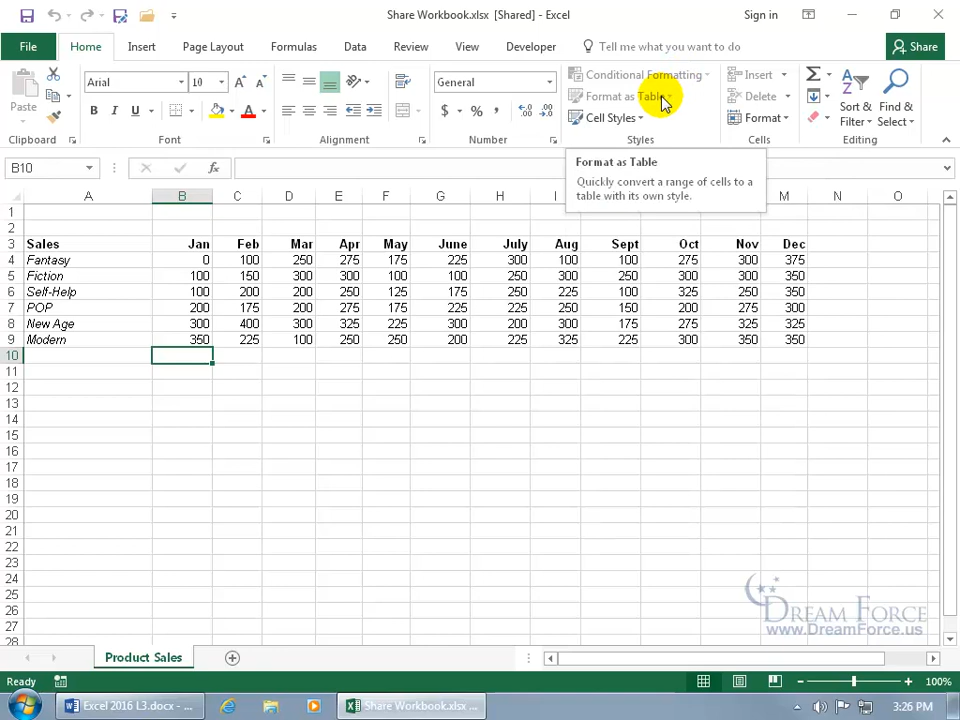 Share Workbook.xlsx [Shared] - Excel
Sign in
File Home Insert Page Layout Formulas Data Review View Developer Tell me what you want to do Share
Paste
Arial 10
General
Conditional Formatting
Format as Table
Cell Styles
Insert
Delete
Format
Sort & Filter
Find & Select
B I U
$ % ,
Clipboard Font Alignment Number Styles Cells Editing
B10
fx
Format as Table
Quickly convert a range of cells to a
table with its own style.
A B C D E F G H I M N O
1
2
3 Sales Jan Feb Mar Apr May June July Aug Sept Oct Nov Dec
4 Fantasy 0 100 250 275 175 225 300 100 100 275 300 375
5 Fiction 100 150 300 300 100 100 250 300 250 300 300 350
6 Self-Help 100 200 200 250 125 175 250 225 100 325 250 350
7 POP 200 175 200 275 175 225 225 250 150 200 275 300
8 New Age 300 400 300 325 225 300 200 300 175 275 325 325
9 Modern 350 225 100 250 250 200 225 325 225 300 350 350
10
11
12
13
14
15
16
17
18
19
20
21
22
23
24
25
26
27
28
DREAM FORCE
www.DreamForce.us
Product Sales
Ready
100%
Excel 2016 L3.docx - ...
Share Workbook.xlsx ...
3:26 PM